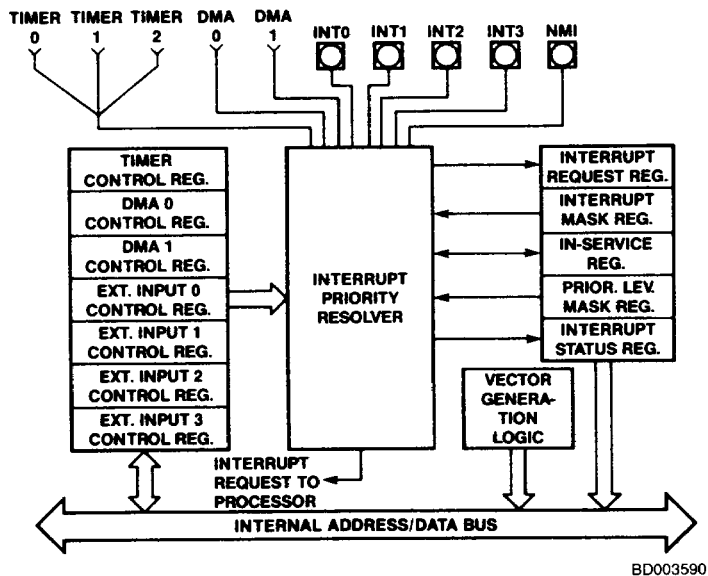 TIMER TIMER TIMER DMA DMA
0 1 2 0 1
INT0 INT1 INT2 INT3 NMI
TIMER
CONTROL REG.
DMA 0
CONTROL REG.
DMA 1
CONTROL REG.
EXT. INPUT 0
CONTROL REG.
EXT. INPUT 1
CONTROL REG.
EXT. INPUT 2
CONTROL REG.
EXT. INPUT 3
CONTROL REG.
INTERRUPT
PRIORITY
RESOLVER
INTERRUPT
REQUEST REG.
INTERRUPT
MASK REG.
IN-SERVICE
REG.
PRIOR. LEV.
MASK REG.
INTERRUPT
STATUS REG.
VECTOR
GENERA-
TION
LOGIC
INTERRUPT
REQUEST TO
PROCESSOR
INTERNAL ADDRESS/DATA BUS
BD003590